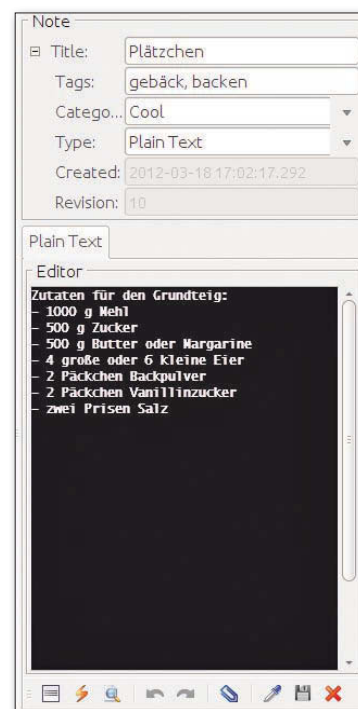 Note
Title: Plätzchen
Tags: gebäck, backen
Catego... Cool
Type: Plain Text
Created: 2012-03-18 17:02:17.292
Revision: 10
Plain Text
Editor
Zutaten für den Grundteig:
- 1000 g Mehl
- 500 g Zucker
- 500 g Butter oder Margarine
- 4 große oder 6 kleine Eier
- 2 Päckchen Backpulver
- 2 Päckchen Vanillinzucker
- zwei Prisen Salz